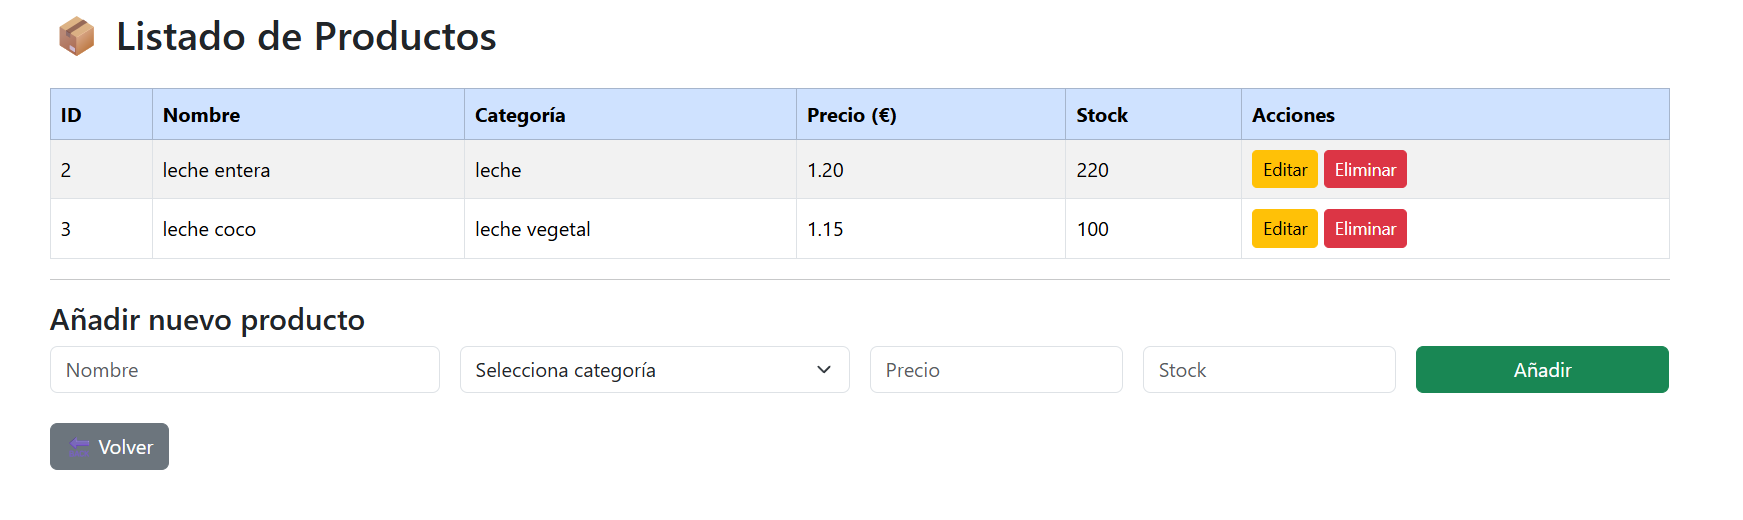 Listado de Productos
ID Nombre Categoría Precio (€) Stock Acciones
2 leche entera leche 1.20 220 Editar Eliminar
3 leche coco leche vegetal 1.15 100 Editar Eliminar
Añadir nuevo producto
Nombre Selecciona categoría Precio Stock Añadir
Volver